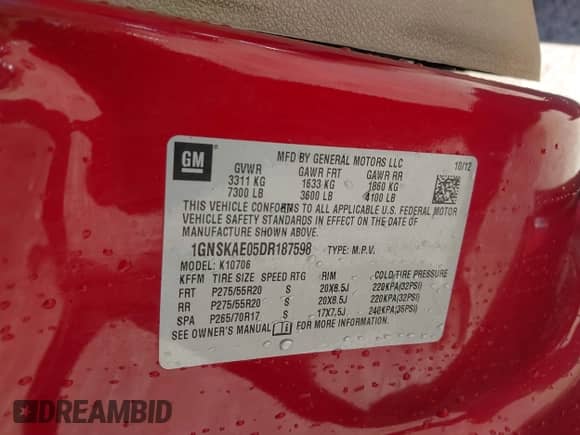 GM
MFD BY GENERAL MOTORS LLC 10/12
GVWR GAWR FRT GAWR RR
3311 KG 1633 KG 1860 KG
7300 LB 3600 LB 4100 LB
THIS VEHICLE CONFORMS TO ALL APPLICABLE U.S. FEDERAL MOTOR
VEHICLE SAFETY STANDARDS IN EFFECT ON THE DATE OF
MANUFACTURE SHOWN ABOVE.
1GNSKAE05DR187598 TYPE: M.P.V.
MODEL: K10706
KFFM TIRE SIZE SPEED RTG RIM COLD TIRE PRESSURE
FRT P275/55R20 S 20X8.5J 220KPA(32PSI)
RR P275/55R20 S 20X8.5J 220KPA(32PSI)
SPA P265/70R17 S 17X7.5J 240KPA(35PSI)
SEE OWNER'S MANUAL FOR MORE INFORMATION.
DREAMBID